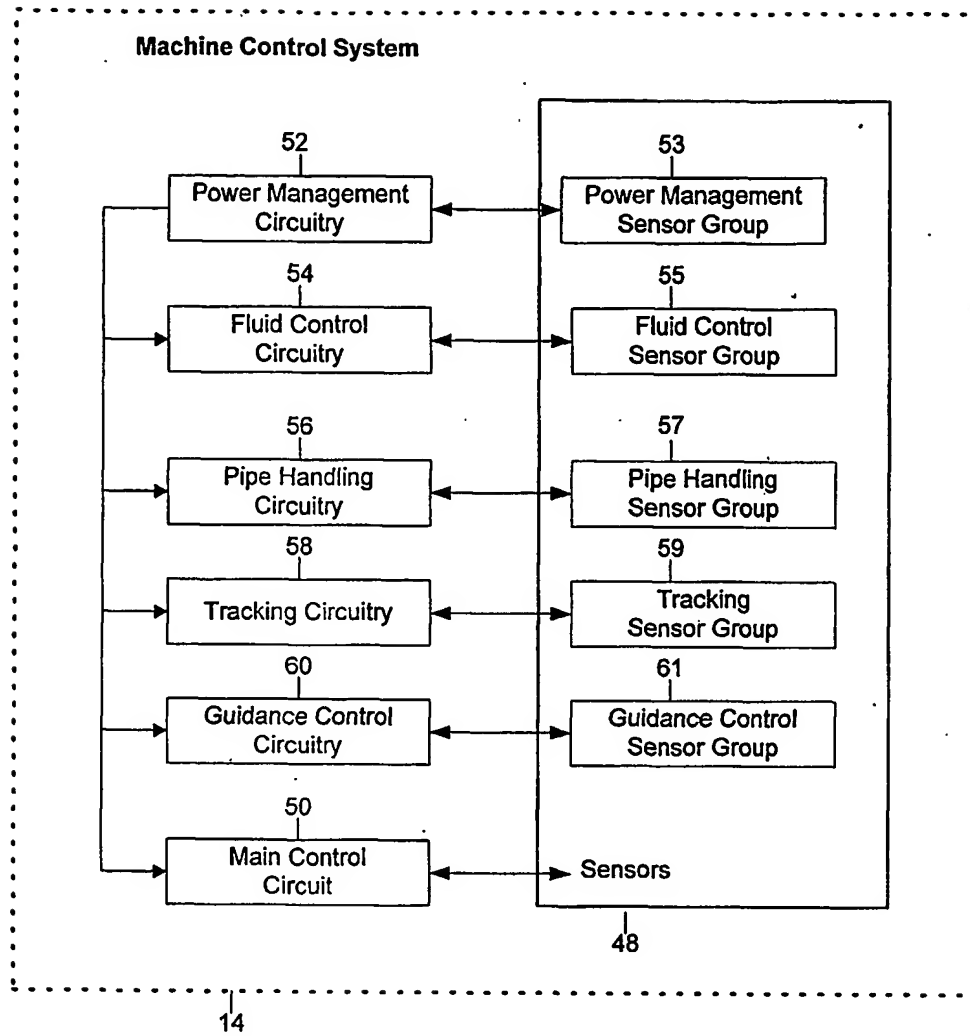 Machine Control System
52
53
Power Management
Circuitry
Power Management
Sensor Group
54
55
Fluid Control
Circuitry
Fluid Control
Sensor Group
56
57
Pipe Handling
Circuitry
Pipe Handling
Sensor Group
58
59
Tracking Circuitry
Tracking
Sensor Group
60
61
Guidance Control
Circuitry
Guidance Control
Sensor Group
50
Main Control
Circuit
Sensors
48
14